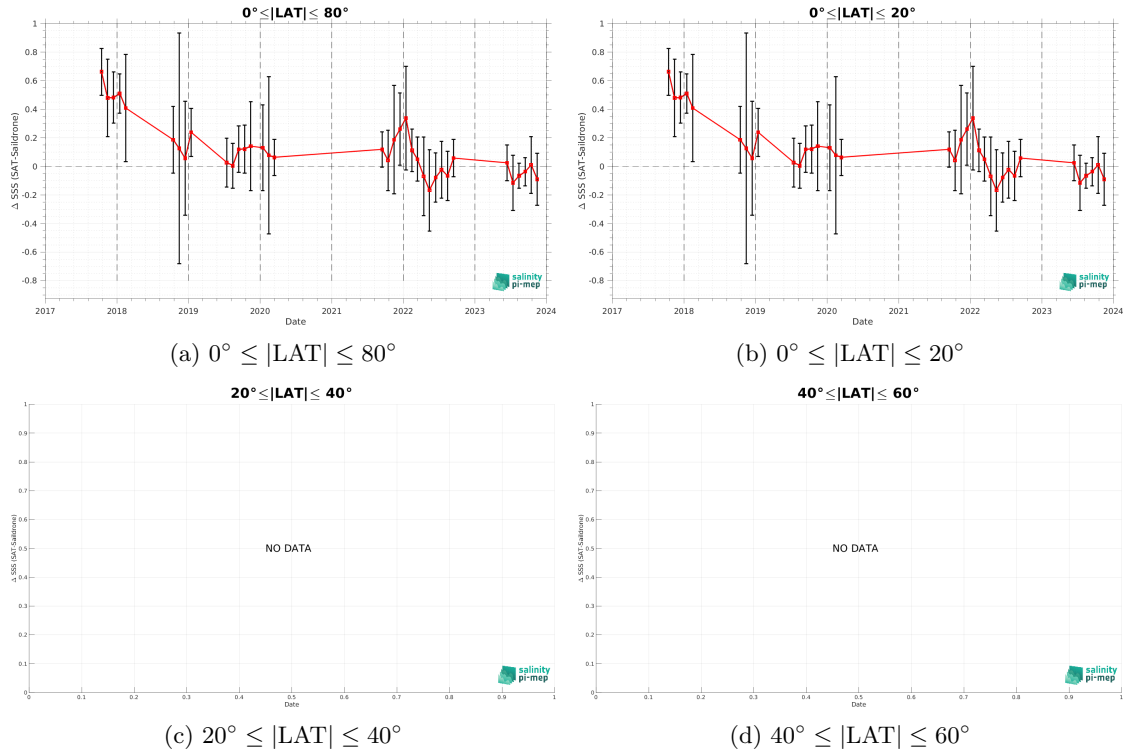 0°≤|LAT|≤ 80°
1
0.8
0.6
0.4
0.2
0
-0.2
-0.4
-0.6
-0.8
Δ SSS (SAT-Saildrone)
2017 2018 2019 2020 2021 2022 2023 2024
Date
salinity
pi-mep
(a) 0° ≤ |LAT| ≤ 80°
0°≤|LAT|≤ 20°
1
0.8
0.6
0.4
0.2
0
-0.2
-0.4
-0.6
-0.8
Δ SSS (SAT-Saildrone)
2017 2018 2019 2020 2021 2022 2023 2024
Date
salinity
pi-mep
(b) 0° ≤ |LAT| ≤ 20°
20°≤|LAT|≤ 40°
1
0.9
0.8
0.7
0.6
0.5
0.4
0.3
0.2
0.1
0
Δ SSS (SAT-Saildrone)
NO DATA
0 0.1 0.2 0.3 0.4 0.5 0.6 0.7 0.8 0.9 1
Date
salinity
pi-mep
(c) 20° ≤ |LAT| ≤ 40°
40°≤|LAT|≤ 60°
1
0.9
0.8
0.7
0.6
0.5
0.4
0.3
0.2
0.1
0
Δ SSS (SAT-Saildrone)
NO DATA
0 0.1 0.2 0.3 0.4 0.5 0.6 0.7 0.8 0.9 1
Date
salinity
pi-mep
(d) 40° ≤ |LAT| ≤ 60°